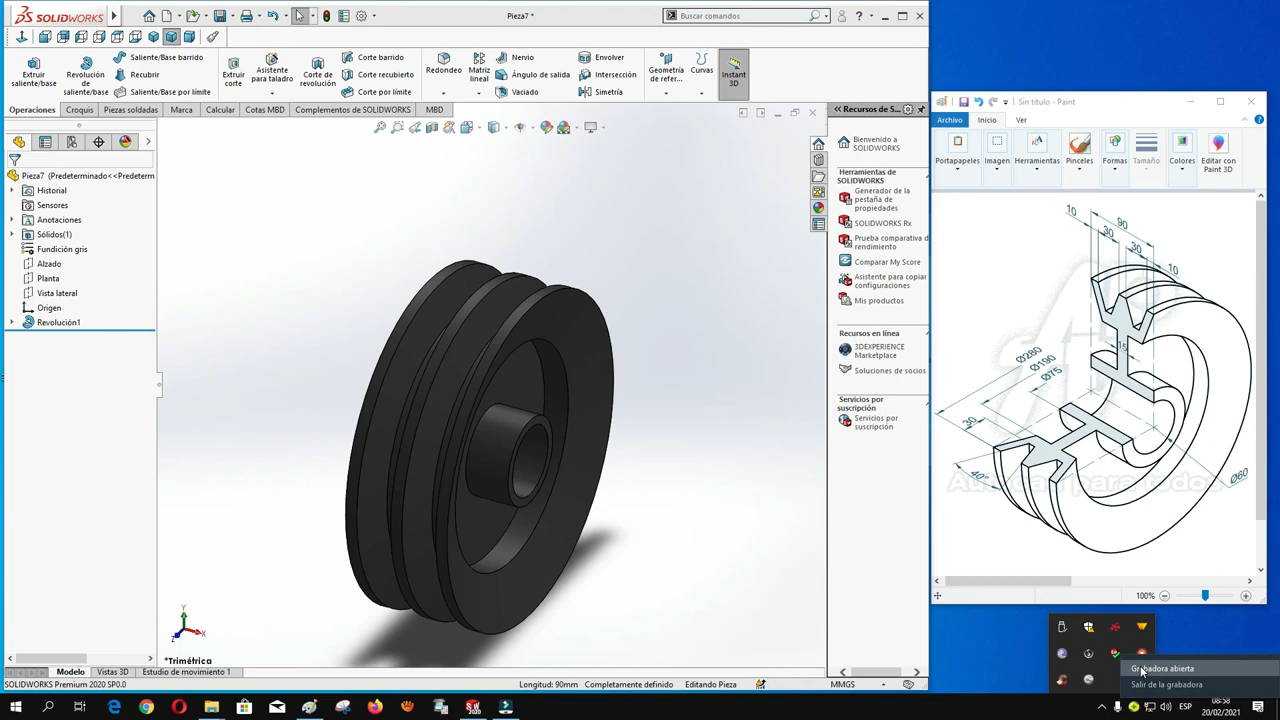 SOLIDWORKS
Pieza7 *
Buscar comandos
Extruir saliente/base
Revolución de saliente/base
Saliente/Base barrido
Recubrir
Saliente/Base por límite
Extruir corte
Asistente para taladro
Corte de revolución
Corte barrido
Corte recubierto
Corte por límite
Redondeo
Matriz lineal
Nervio
Ángulo de salida
Vaciado
Envolver
Intersección
Simetría
Geometría de refer...
Curvas
Instant 3D
Operaciones
Croquis
Piezas soldadas
Marca
Calcular
Cotas MBD
Complementos de SOLIDWORKS
MBD
Pieza7 (Predeterminado<<Predeterm
Historial
Sensores
Anotaciones
Sólidos(1)
Fundición gris
Alzado
Planta
Vista lateral
Origen
Revolución1
Y
X
Z
*Trimétrica
Modelo
Vistas 3D
Estudio de movimiento 1
SOLIDWORKS Premium 2020 SP0.0
Longitud: 90mm
Completamente definido
Editando Pieza
MMGS
Recursos de S...
Bienvenido a SOLIDWORKS
Herramientas de SOLIDWORKS
Generador de la pestaña de propiedades
SOLIDWORKS Rx
Prueba comparativa de rendimiento
Comparar My Score
Asistente para copiar configuraciones
Mis productos
Recursos en línea
3DEXPERIENCE Marketplace
Soluciones de socios
Servicios por suscripción
Servicios por suscripción
Sin título - Paint
Archivo
Inicio
Ver
Portapapeles
Imagen
Herramientas
Pinceles
Formas
Tamaño
Colores
Editar con Paint 3D
10
90
30
30
10
15
Ø280
Ø190
Ø75
30
40°
Ø60
AutoCad para todos
100%
Grabadora abierta
Salir de la grabadora
ESP
08:58
20/02/2021